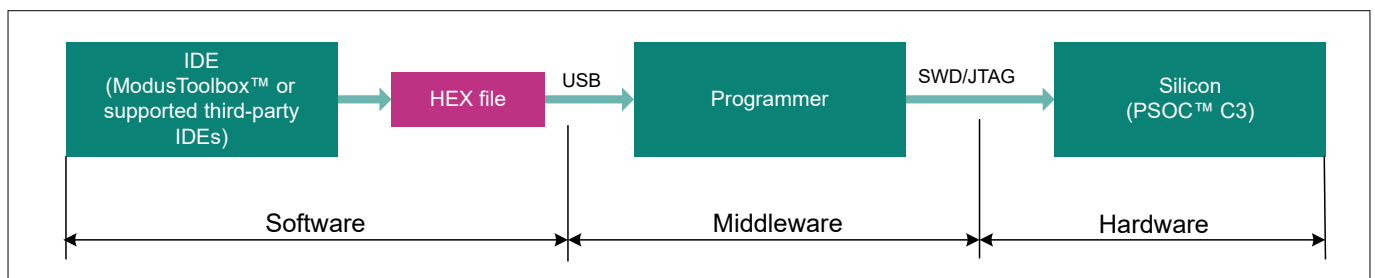 IDE
(ModusToolbox™ or
supported third-party
IDEs)
HEX file
USB
Programmer
SWD/JTAG
Silicon
(PSOC™ C3)
Software
Middleware
Hardware